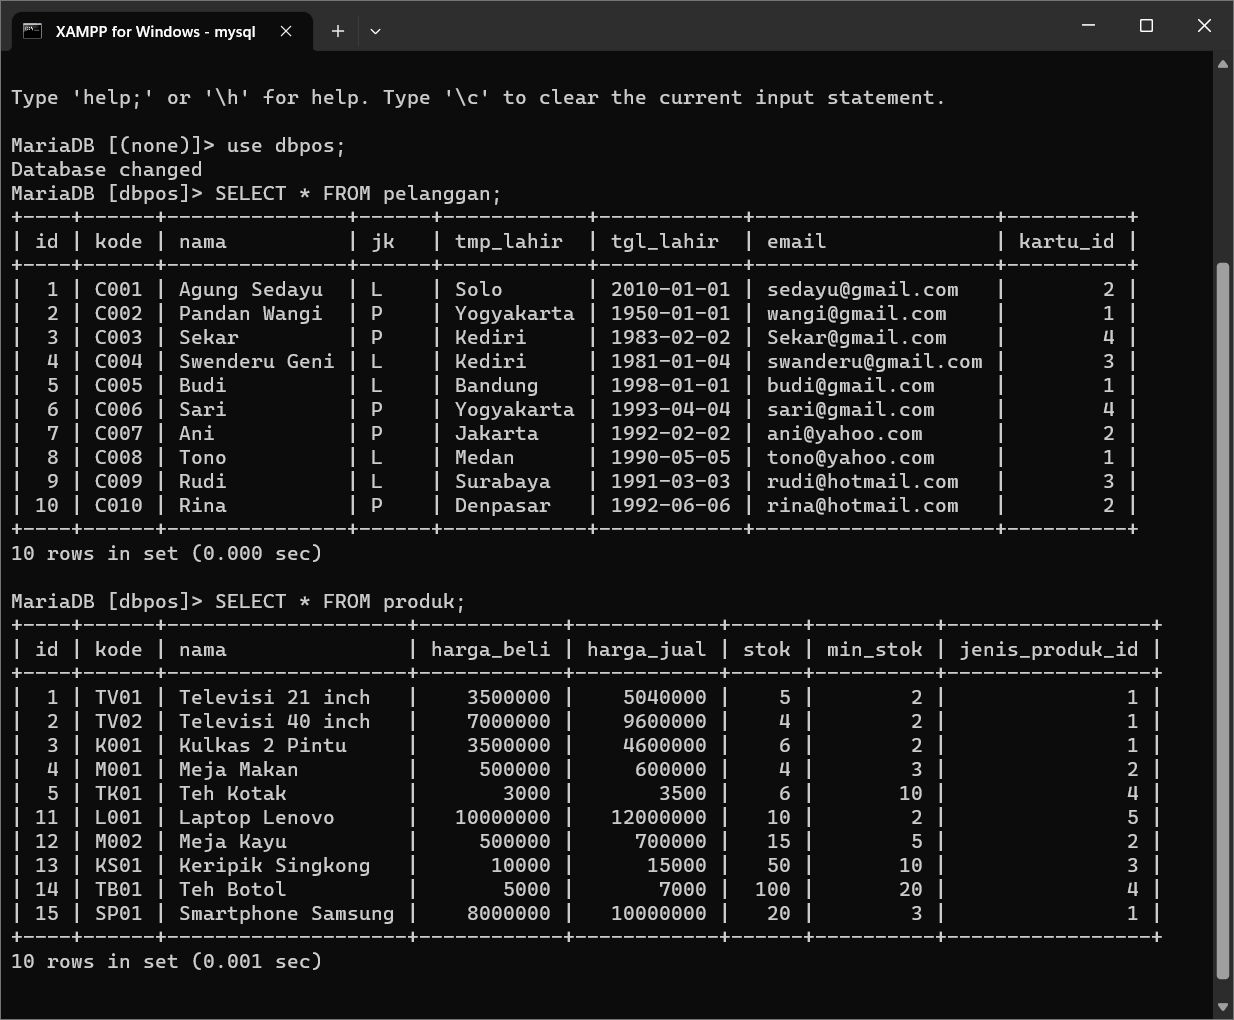 XAMPP for Windows - mysql
Type 'help;' or '\h' for help. Type '\c' to clear the current input statement.
MariaDB [(none)]> use dbpos;
Database changed
MariaDB [dbpos]> SELECT * FROM pelanggan;
+----+------+---------------+------+------------+------------+--------------------+----------+
| id | kode | nama          | jk   | tmp_lahir  | tgl_lahir  | email              | kartu_id |
+----+------+---------------+------+------------+------------+--------------------+----------+
|  1 | C001 | Agung Sedayu  | L    | Solo       | 2010-01-01 | sedayu@gmail.com   |        2 |
|  2 | C002 | Pandan Wangi  | P    | Yogyakarta | 1950-01-01 | wangi@gmail.com    |        1 |
|  3 | C003 | Sekar         | P    | Kediri     | 1983-02-02 | Sekar@gmail.com    |        4 |
|  4 | C004 | Swenderu Geni | L    | Kediri     | 1981-01-04 | swanderu@gmail.com |        3 |
|  5 | C005 | Budi          | L    | Bandung    | 1998-01-01 | budi@gmail.com     |        1 |
|  6 | C006 | Sari          | P    | Yogyakarta | 1993-04-04 | sari@gmail.com     |        4 |
|  7 | C007 | Ani           | P    | Jakarta    | 1992-02-02 | ani@yahoo.com      |        2 |
|  8 | C008 | Tono          | L    | Medan      | 1990-05-05 | tono@yahoo.com     |        1 |
|  9 | C009 | Rudi          | L    | Surabaya   | 1991-03-03 | rudi@hotmail.com   |        3 |
| 10 | C010 | Rina          | P    | Denpasar   | 1992-06-06 | rina@hotmail.com   |        2 |
+----+------+---------------+------+------------+------------+--------------------+----------+
10 rows in set (0.000 sec)
MariaDB [dbpos]> SELECT * FROM produk;
+----+------+--------------------+------------+------------+------+----------+-----------------+
| id | kode | nama               | harga_beli | harga_jual | stok | min_stok | jenis_produk_id |
+----+------+--------------------+------------+------------+------+----------+-----------------+
|  1 | TV01 | Televisi 21 inch   |    3500000 |    5040000 |    5 |        2 |               1 |
|  2 | TV02 | Televisi 40 inch   |    7000000 |    9600000 |    4 |        2 |               1 |
|  3 | K001 | Kulkas 2 Pintu     |    3500000 |    4600000 |    6 |        2 |               1 |
|  4 | M001 | Meja Makan         |     500000 |     600000 |    4 |        3 |               2 |
|  5 | TK01 | Teh Kotak          |       3000 |       3500 |    6 |       10 |               4 |
| 11 | L001 | Laptop Lenovo      |   10000000 |   12000000 |   10 |        2 |               5 |
| 12 | M002 | Meja Kayu          |     500000 |     700000 |   15 |        5 |               2 |
| 13 | KS01 | Keripik Singkong   |      10000 |      15000 |   50 |       10 |               3 |
| 14 | TB01 | Teh Botol          |       5000 |       7000 |  100 |       20 |               4 |
| 15 | SP01 | Smartphone Samsung |    8000000 |   10000000 |   20 |        3 |               1 |
+----+------+--------------------+------------+------------+------+----------+-----------------+
10 rows in set (0.001 sec)